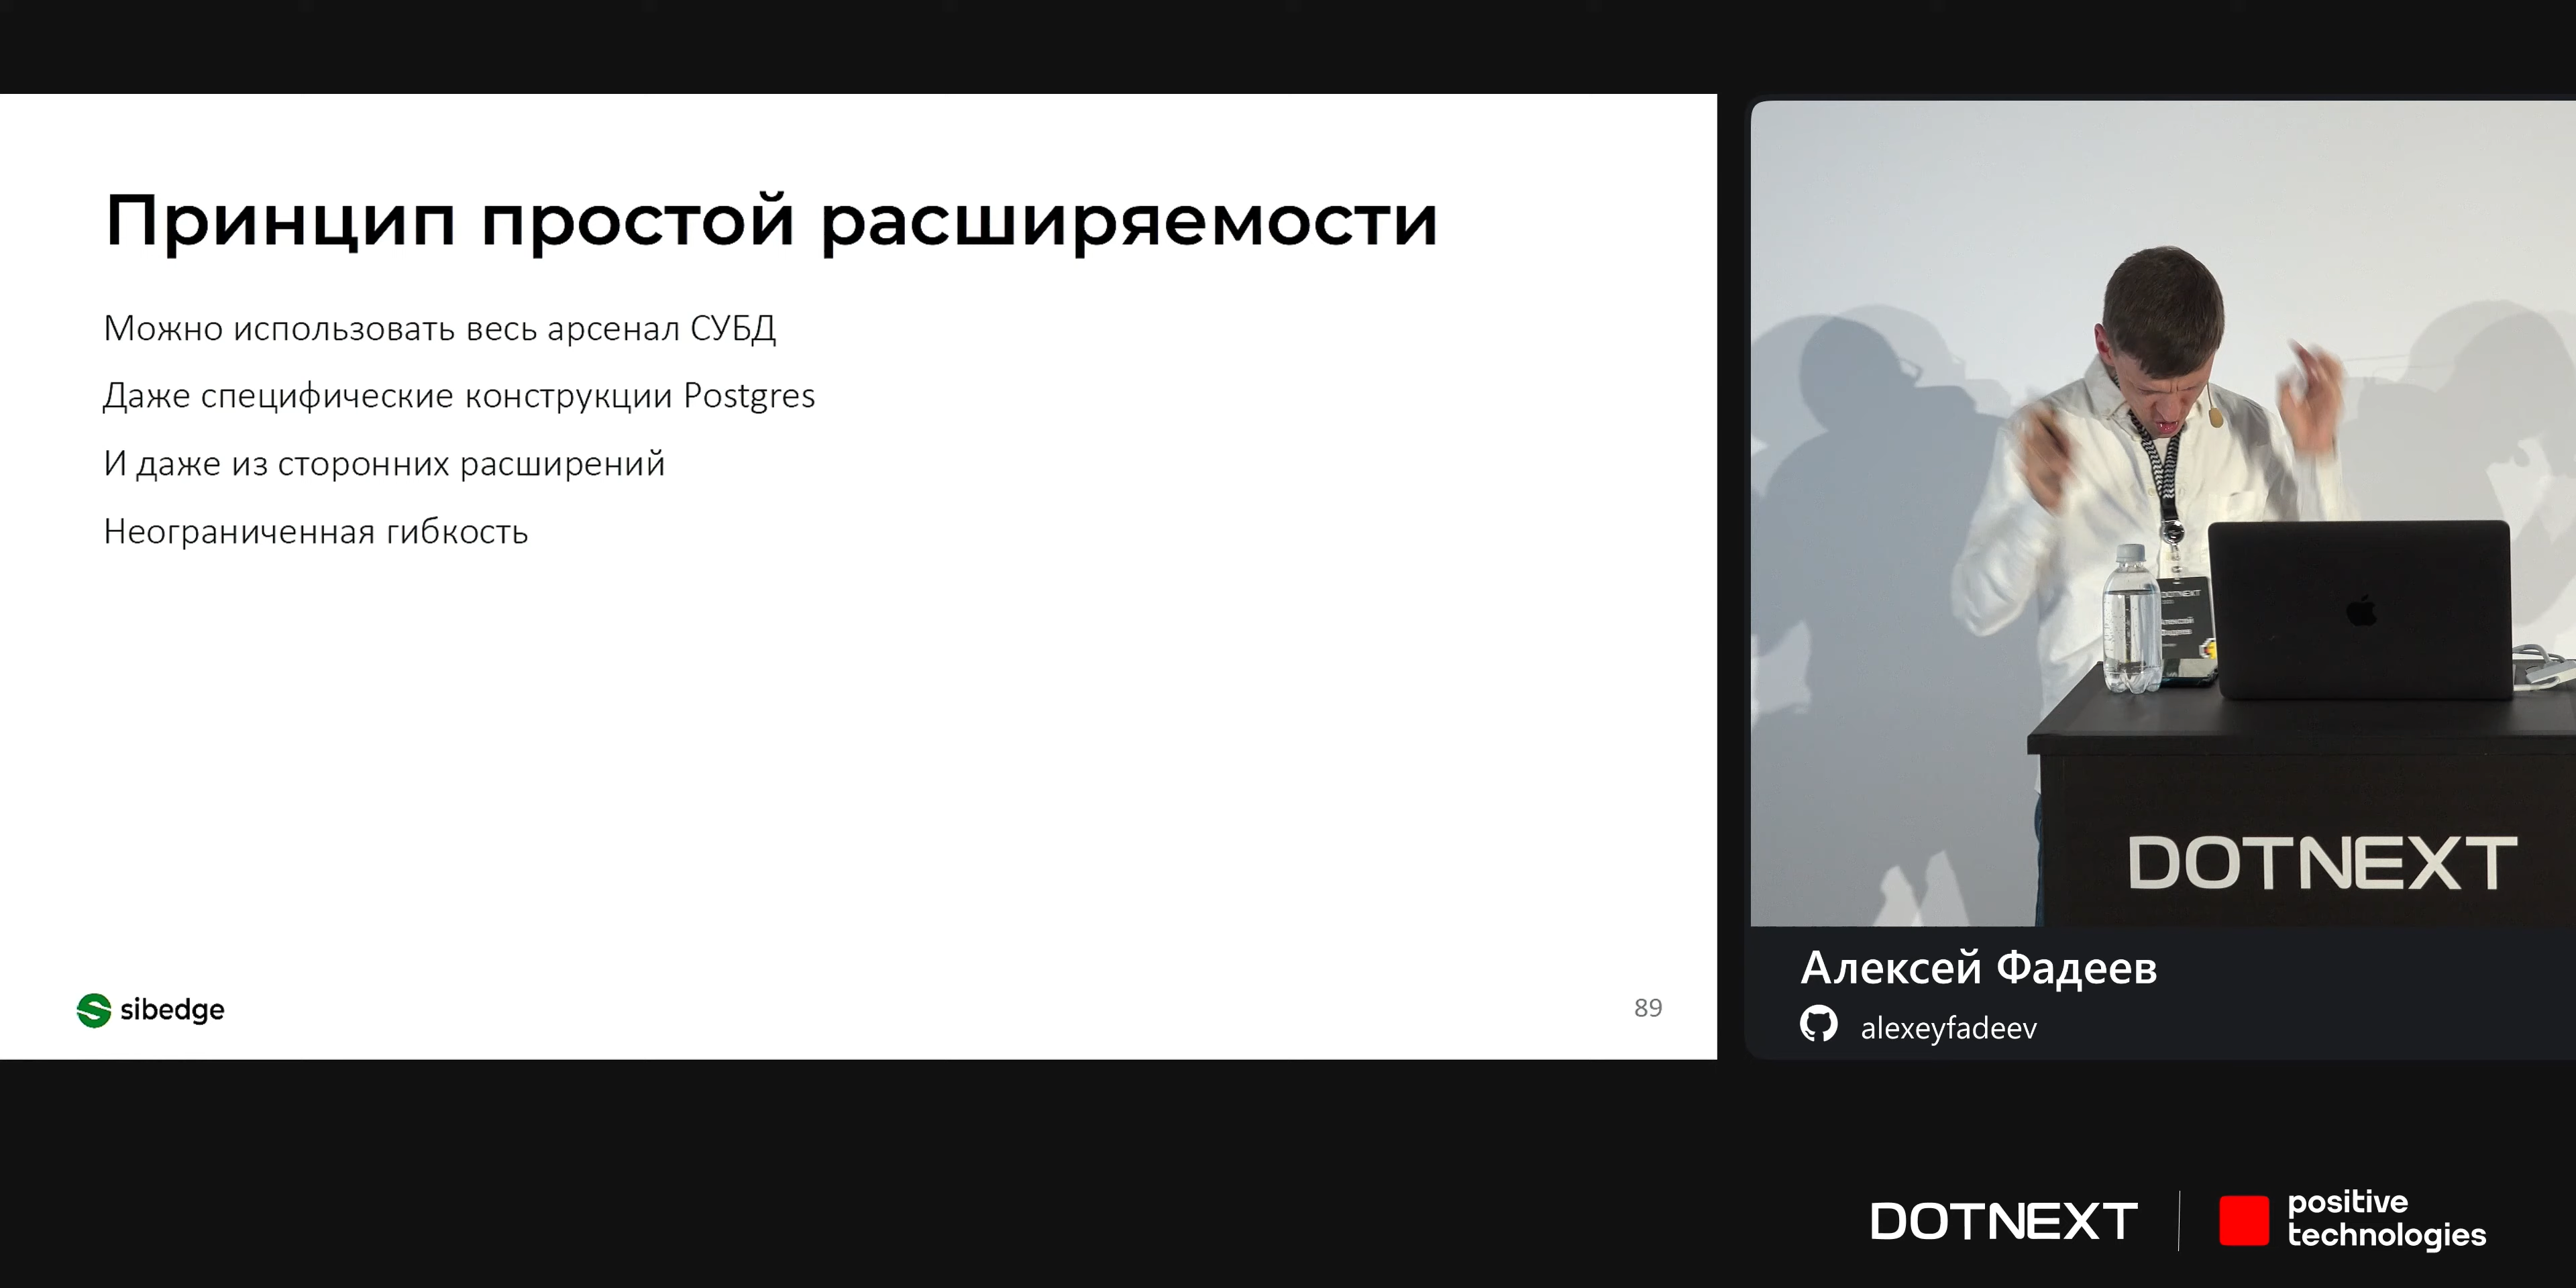 Принцип простой расширяемости
Можно использовать весь арсенал СУБД
Даже специфические конструкции Postgres
И даже из сторонних расширений
Неограниченная гибкость
sibedge
89
DOTNEXT
DOTNEXT
Алексей Фадеев
alexeyfadeev
DOTNEXT
positive
technologies